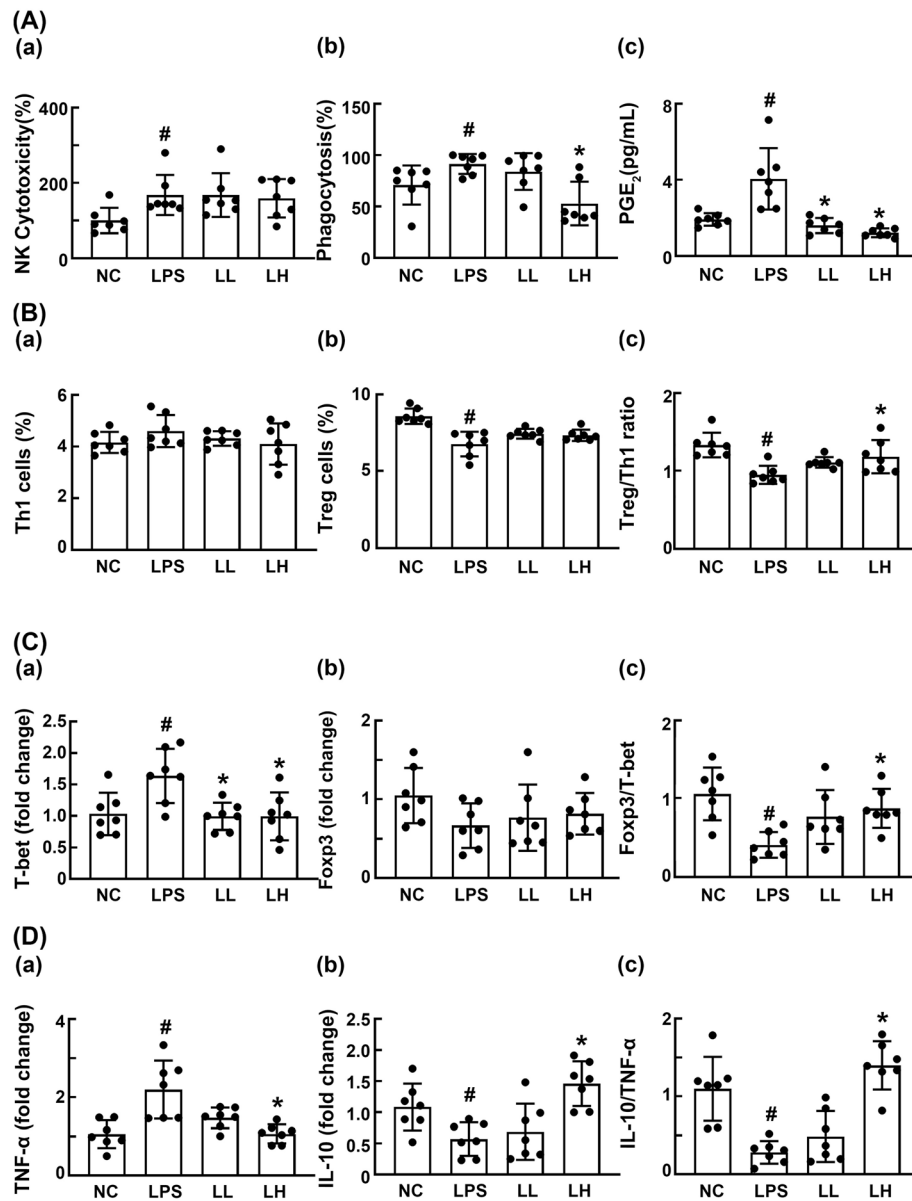 (A)
(a)
(b)
(c)
NK Cytotoxicity(%)
400
200
0
#
NC LPS LL LH
Phagocytosis(%)
150
100
50
0
#
*
NC LPS LL LH
PGE₂(pg/mL)
8
4
0
#
*
*
NC LPS LL LH
(B)
(a)
(b)
(c)
Th1 cells (%)
6
4
2
0
NC LPS LL LH
Treg cells (%)
10
5
0
#
NC LPS LL LH
Treg/Th1 ratio
2
1
0
#
*
NC LPS LL LH
(C)
(a)
(b)
(c)
T-bet (fold change)
2.5
2.0
1.5
1.0
0.5
0
#
*
*
NC LPS LL LH
Foxp3 (fold change)
2
1
0
NC LPS LL LH
Foxp3/T-bet
2
1
0
#
*
NC LPS LL LH
(D)
(a)
(b)
(c)
TNF-α (fold change)
4
2
0
#
*
NC LPS LL LH
IL-10 (fold change)
2.5
2.0
1.5
1.0
0.5
0
#
*
NC LPS LL LH
IL-10/TNF-α
2
1
0
#
*
NC LPS LL LH